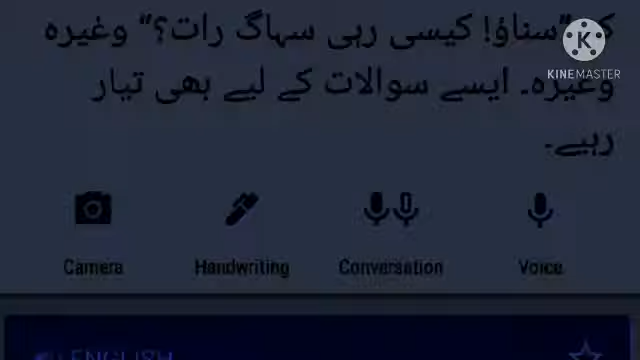 کہ "سناؤ! کیسی رہی سہاگ رات؟" وغیرہ
وغیرہ۔ ایسے سوالات کے لیے بھی تیار
رہیے۔
KINEMASTER
Camera
Handwriting
Conversation
Voice
ENGLISH